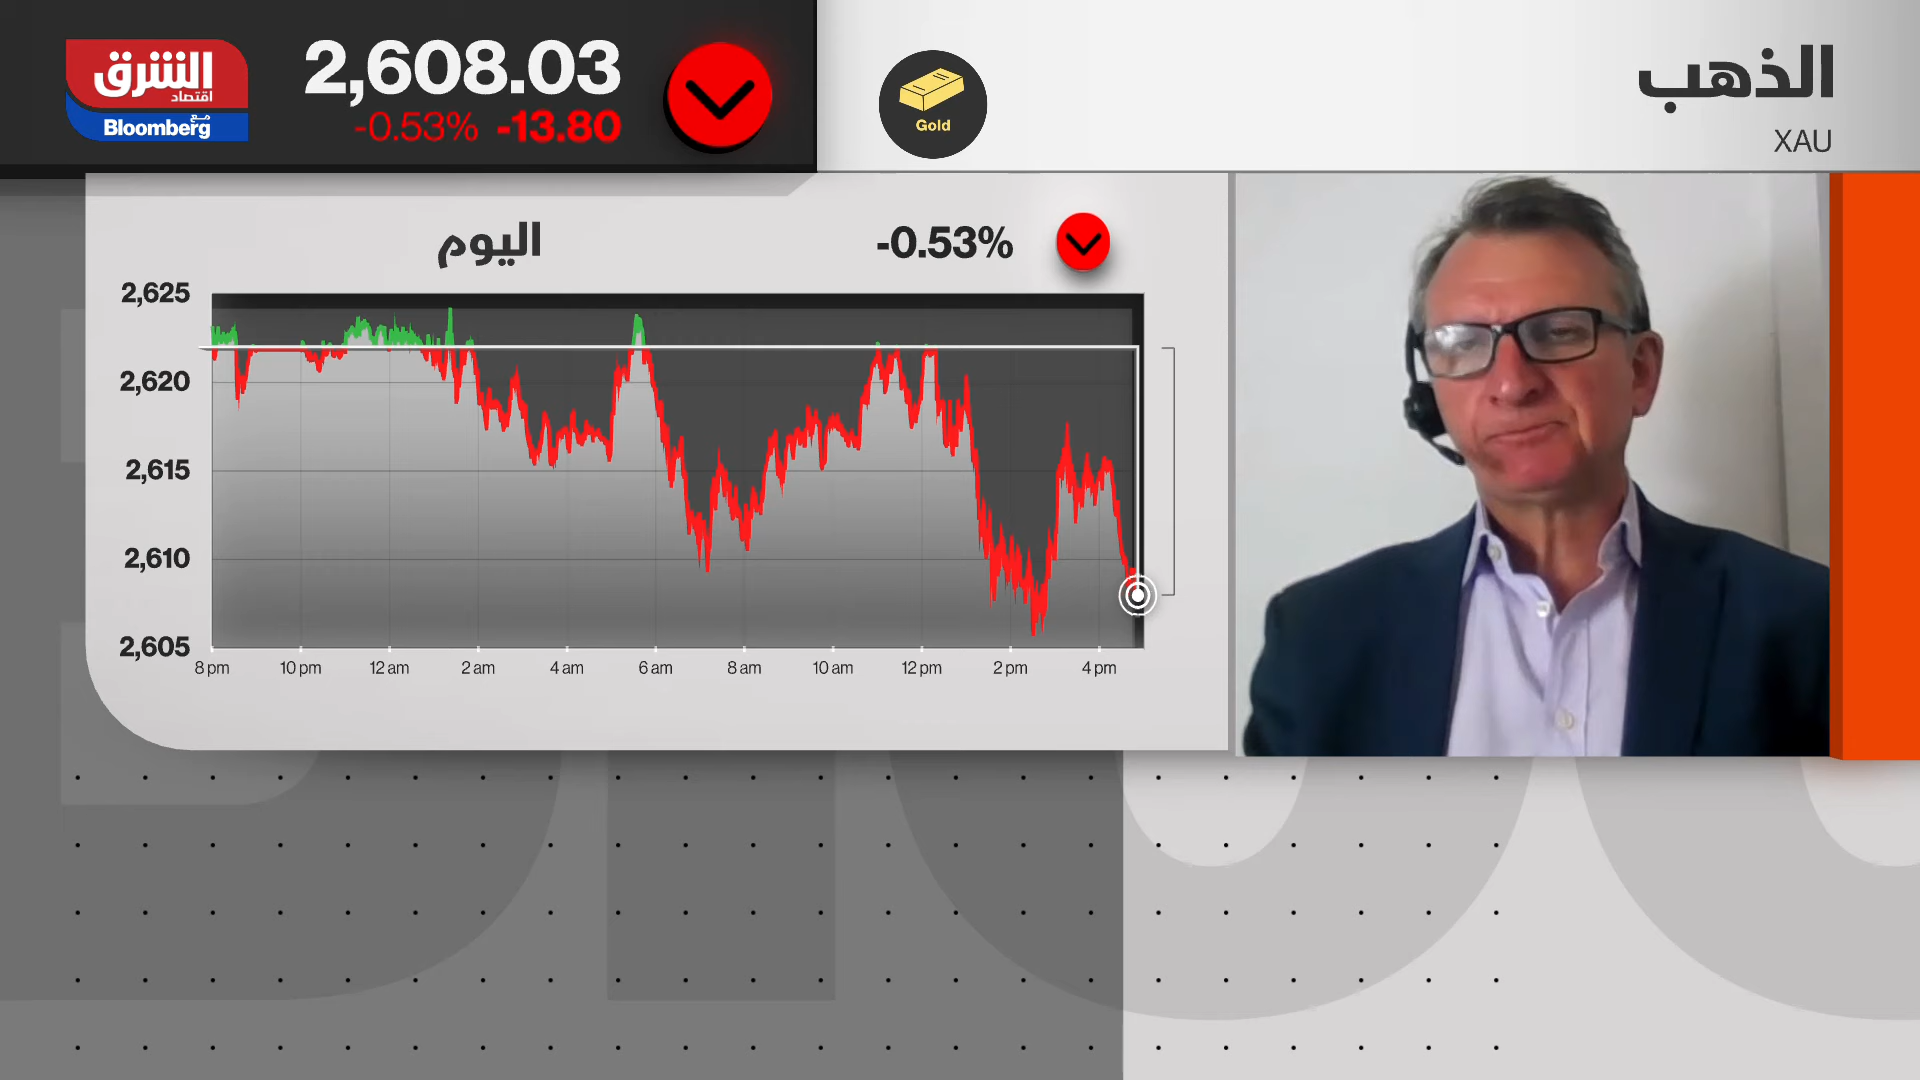 الشرق
اقتصاد
مع
Bloomberg
2,608.03
-0.53% -13.80
Gold
الذهب
XAU
اليوم
-0.53%
2,625
2,620
2,615
2,610
2,605
8 pm 10 pm 12 am 2 am 4 am 6 am 8 am 10 am 12 pm 2 pm 4 pm